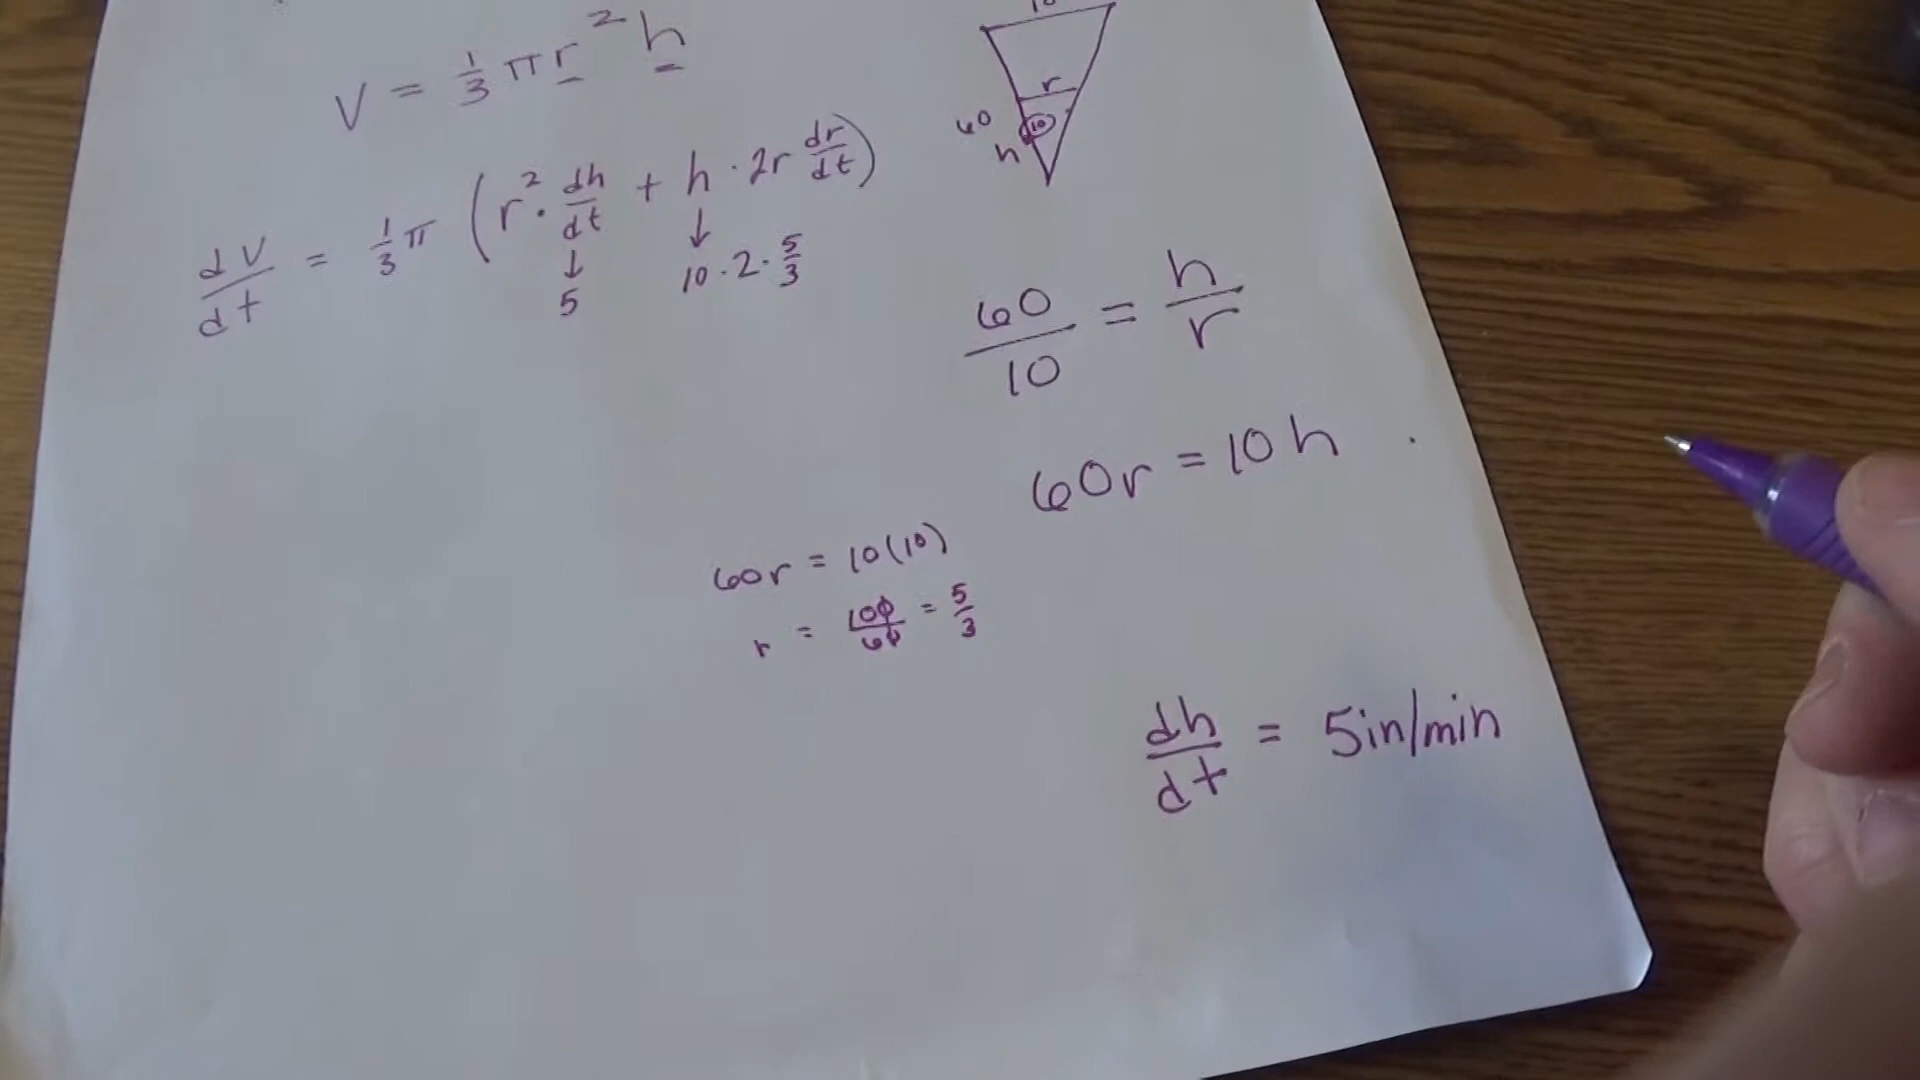 V = 1/3 π r² h
dV/dt = 1/3 π (r² · dh/dt + h · 2r dr/dt)
↓ ↓
5 10 · 2 · 5/3
r
60 10
h
60/10 = h/r
60r = 10h
60r = 10(10)
r = 100/60 = 5/3
dh/dt = 5in/min